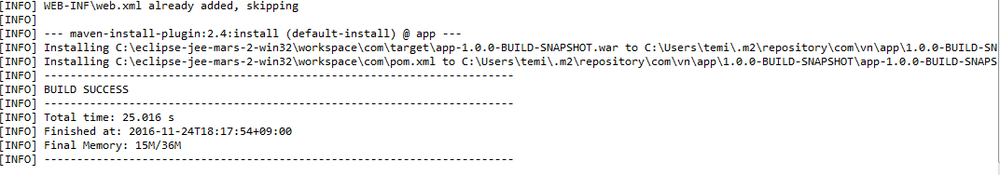 [INFO] WEB-INF\web.xml already added, skipping
[INFO]
[INFO] --- maven-install-plugin:2.4:install (default-install) @ app ---
[INFO] Installing C:\eclipse-jee-mars-2-win32\workspace\com\target\app-1.0.0-BUILD-SNAPSHOT.war to C:\Users\temi\.m2\repository\com\vn\app\1.0.0-BUILD-SN
[INFO] Installing C:\eclipse-jee-mars-2-win32\workspace\com\pom.xml to C:\Users\temi\.m2\repository\com\vn\app\1.0.0-BUILD-SNAPSHOT\app-1.0.0-BUILD-SNAPS
[INFO] ------------------------------------------------------------------------
[INFO] BUILD SUCCESS
[INFO] ------------------------------------------------------------------------
[INFO] Total time: 25.016 s
[INFO] Finished at: 2016-11-24T18:17:54+09:00
[INFO] Final Memory: 15M/36M
[INFO] ------------------------------------------------------------------------